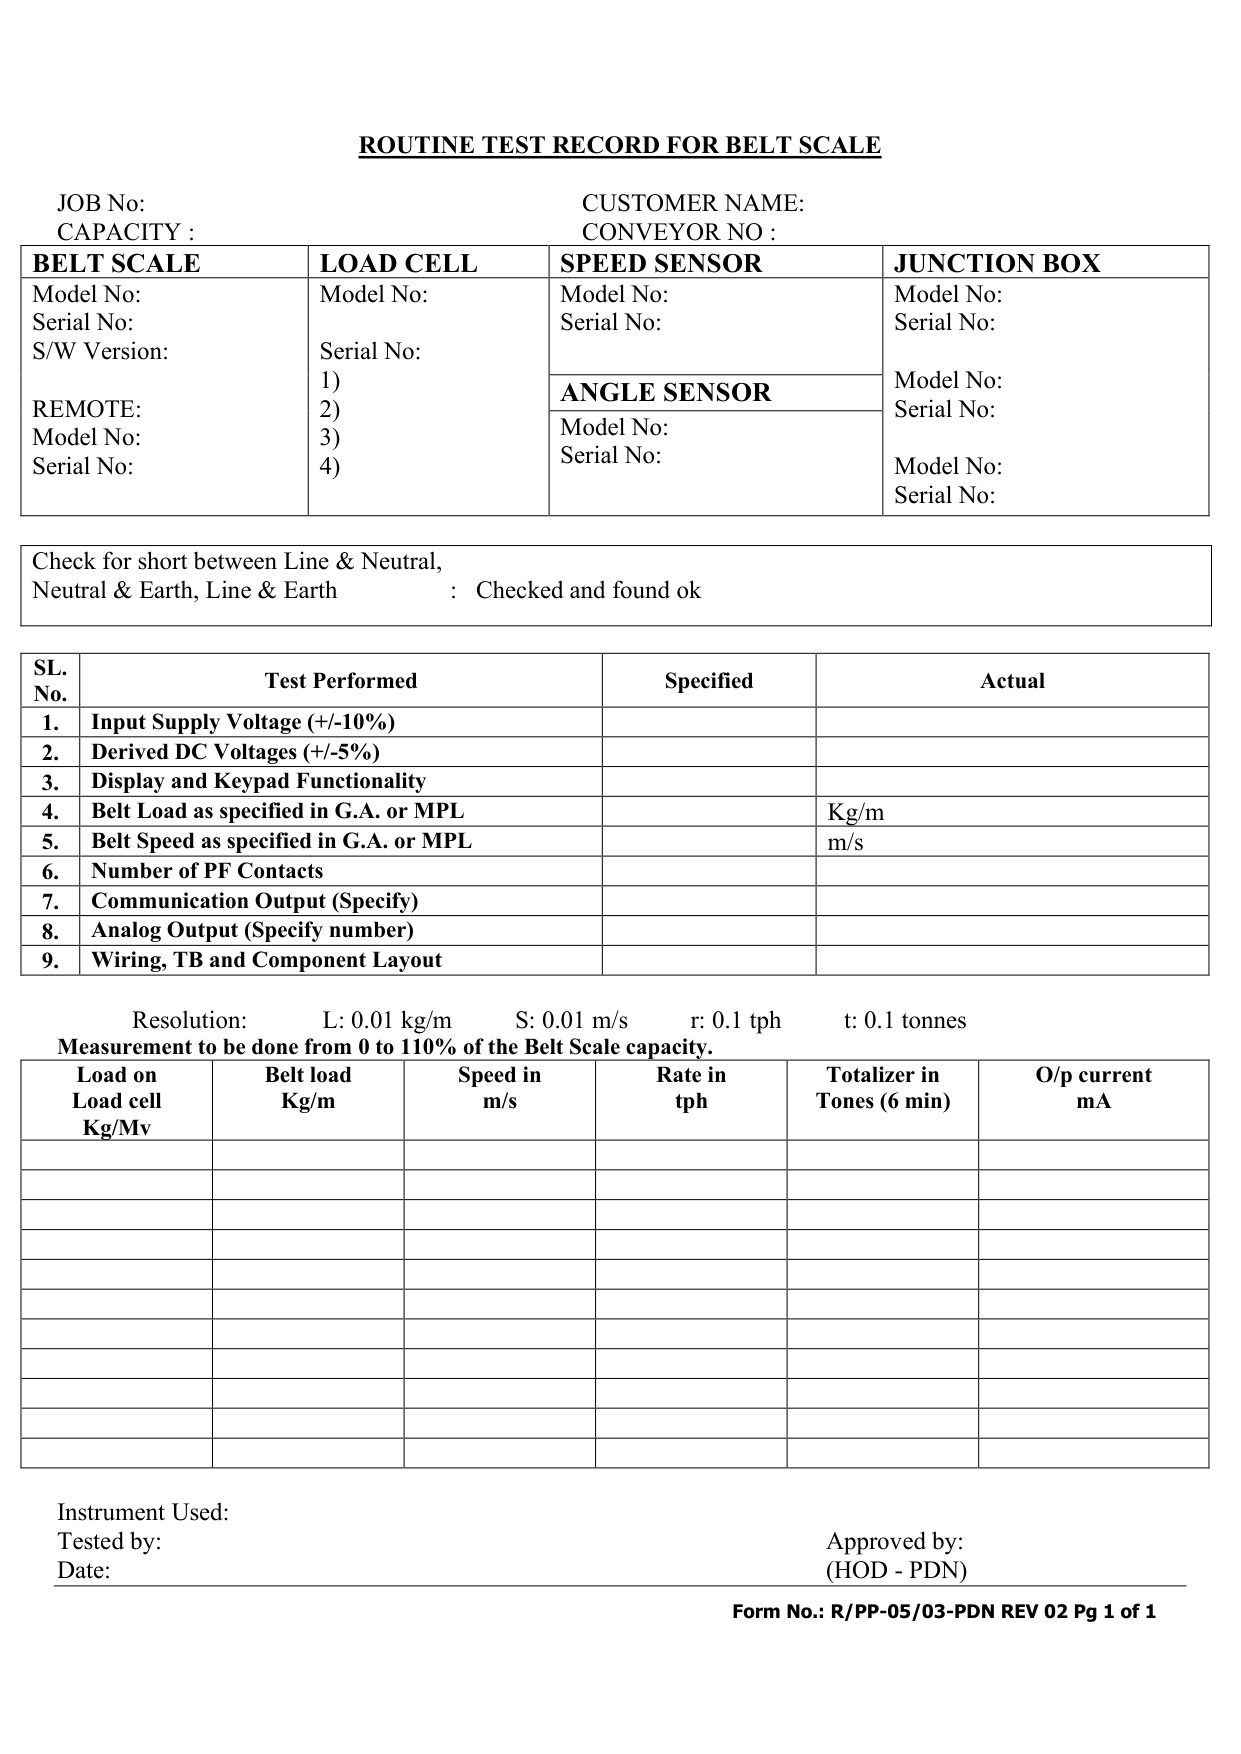 ROUTINE TEST RECORD FOR BELT SCALE
JOB No: CUSTOMER NAME:
CAPACITY : CONVEYOR NO :
BELT SCALE LOAD CELL SPEED SENSOR JUNCTION BOX
Model No: Model No: Model No: Model No:
Serial No: Serial No: Serial No:
S/W Version: Serial No:
1) ANGLE SENSOR Model No:
REMOTE: 2) Serial No:
Model No: 3) Model No:
Serial No: 4) Serial No: Model No:
Serial No:
Check for short between Line & Neutral,
Neutral & Earth, Line & Earth : Checked and found ok
SL. No. Test Performed Specified Actual
1. Input Supply Voltage (+/-10%)
2. Derived DC Voltages (+/-5%)
3. Display and Keypad Functionality
4. Belt Load as specified in G.A. or MPL Kg/m
5. Belt Speed as specified in G.A. or MPL m/s
6. Number of PF Contacts
7. Communication Output (Specify)
8. Analog Output (Specify number)
9. Wiring, TB and Component Layout
Resolution: L: 0.01 kg/m S: 0.01 m/s r: 0.1 tph t: 0.1 tonnes
Measurement to be done from 0 to 110% of the Belt Scale capacity.
Load on Belt load Speed in Rate in Totalizer in O/p current
Load cell Kg/m m/s tph Tones (6 min) mA
Kg/Mv
Instrument Used:
Tested by: Approved by:
Date: (HOD - PDN)
Form No.: R/PP-05/03-PDN REV 02 Pg 1 of 1